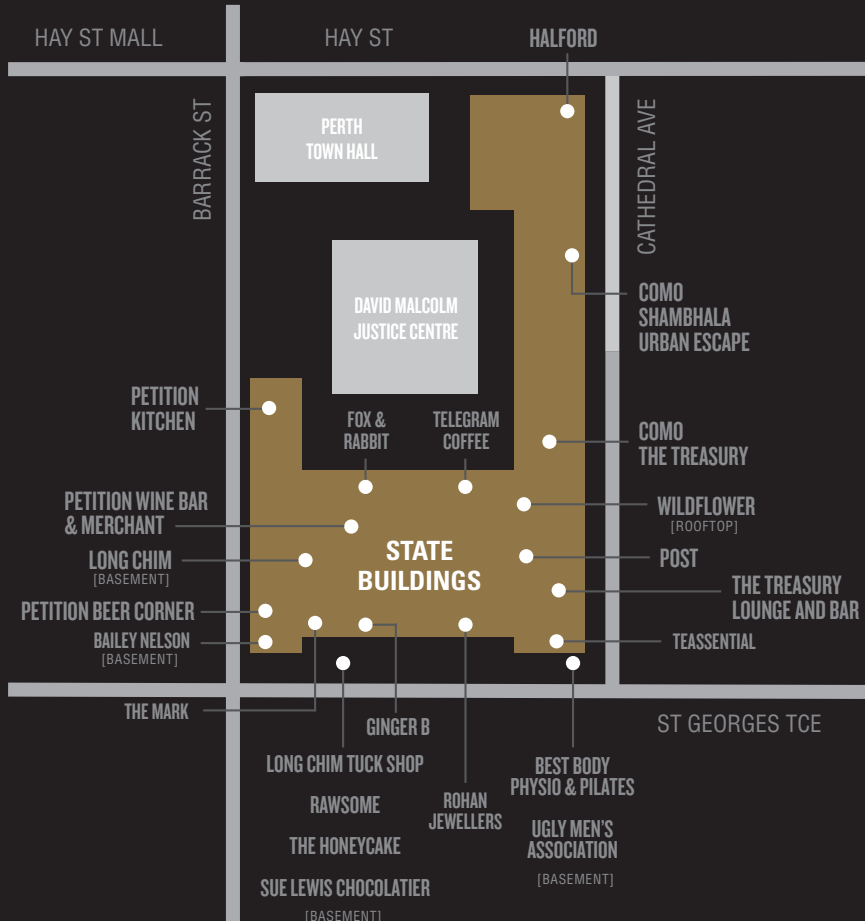 HAY ST MALL
HAY ST
HALFORD
BARRACK ST
PERTH
TOWN HALL
CATHEDRAL AVE
DAVID MALCOLM
JUSTICE CENTRE
COMO
SHAMBHALA
URBAN ESCAPE
PETITION
KITCHEN
FOX &
RABBIT
TELEGRAM
COFFEE
COMO
THE TREASURY
PETITION WINE BAR
& MERCHANT
WILDFLOWER
[ROOFTOP]
LONG CHIM
[BASEMENT]
STATE
BUILDINGS
POST
THE TREASURY
LOUNGE AND BAR
PETITION BEER CORNER
BAILEY NELSON
[BASEMENT]
TEASSENTIAL
THE MARK
GINGER B
ST GEORGES TCE
LONG CHIM TUCK SHOP
RAWSOME
THE HONEYCAKE
SUE LEWIS CHOCOLATIER
[BASEMENT]
ROHAN
JEWELLERS
BEST BODY
PHYSIO & PILATES
UGLY MEN'S
ASSOCIATION
[BASEMENT]